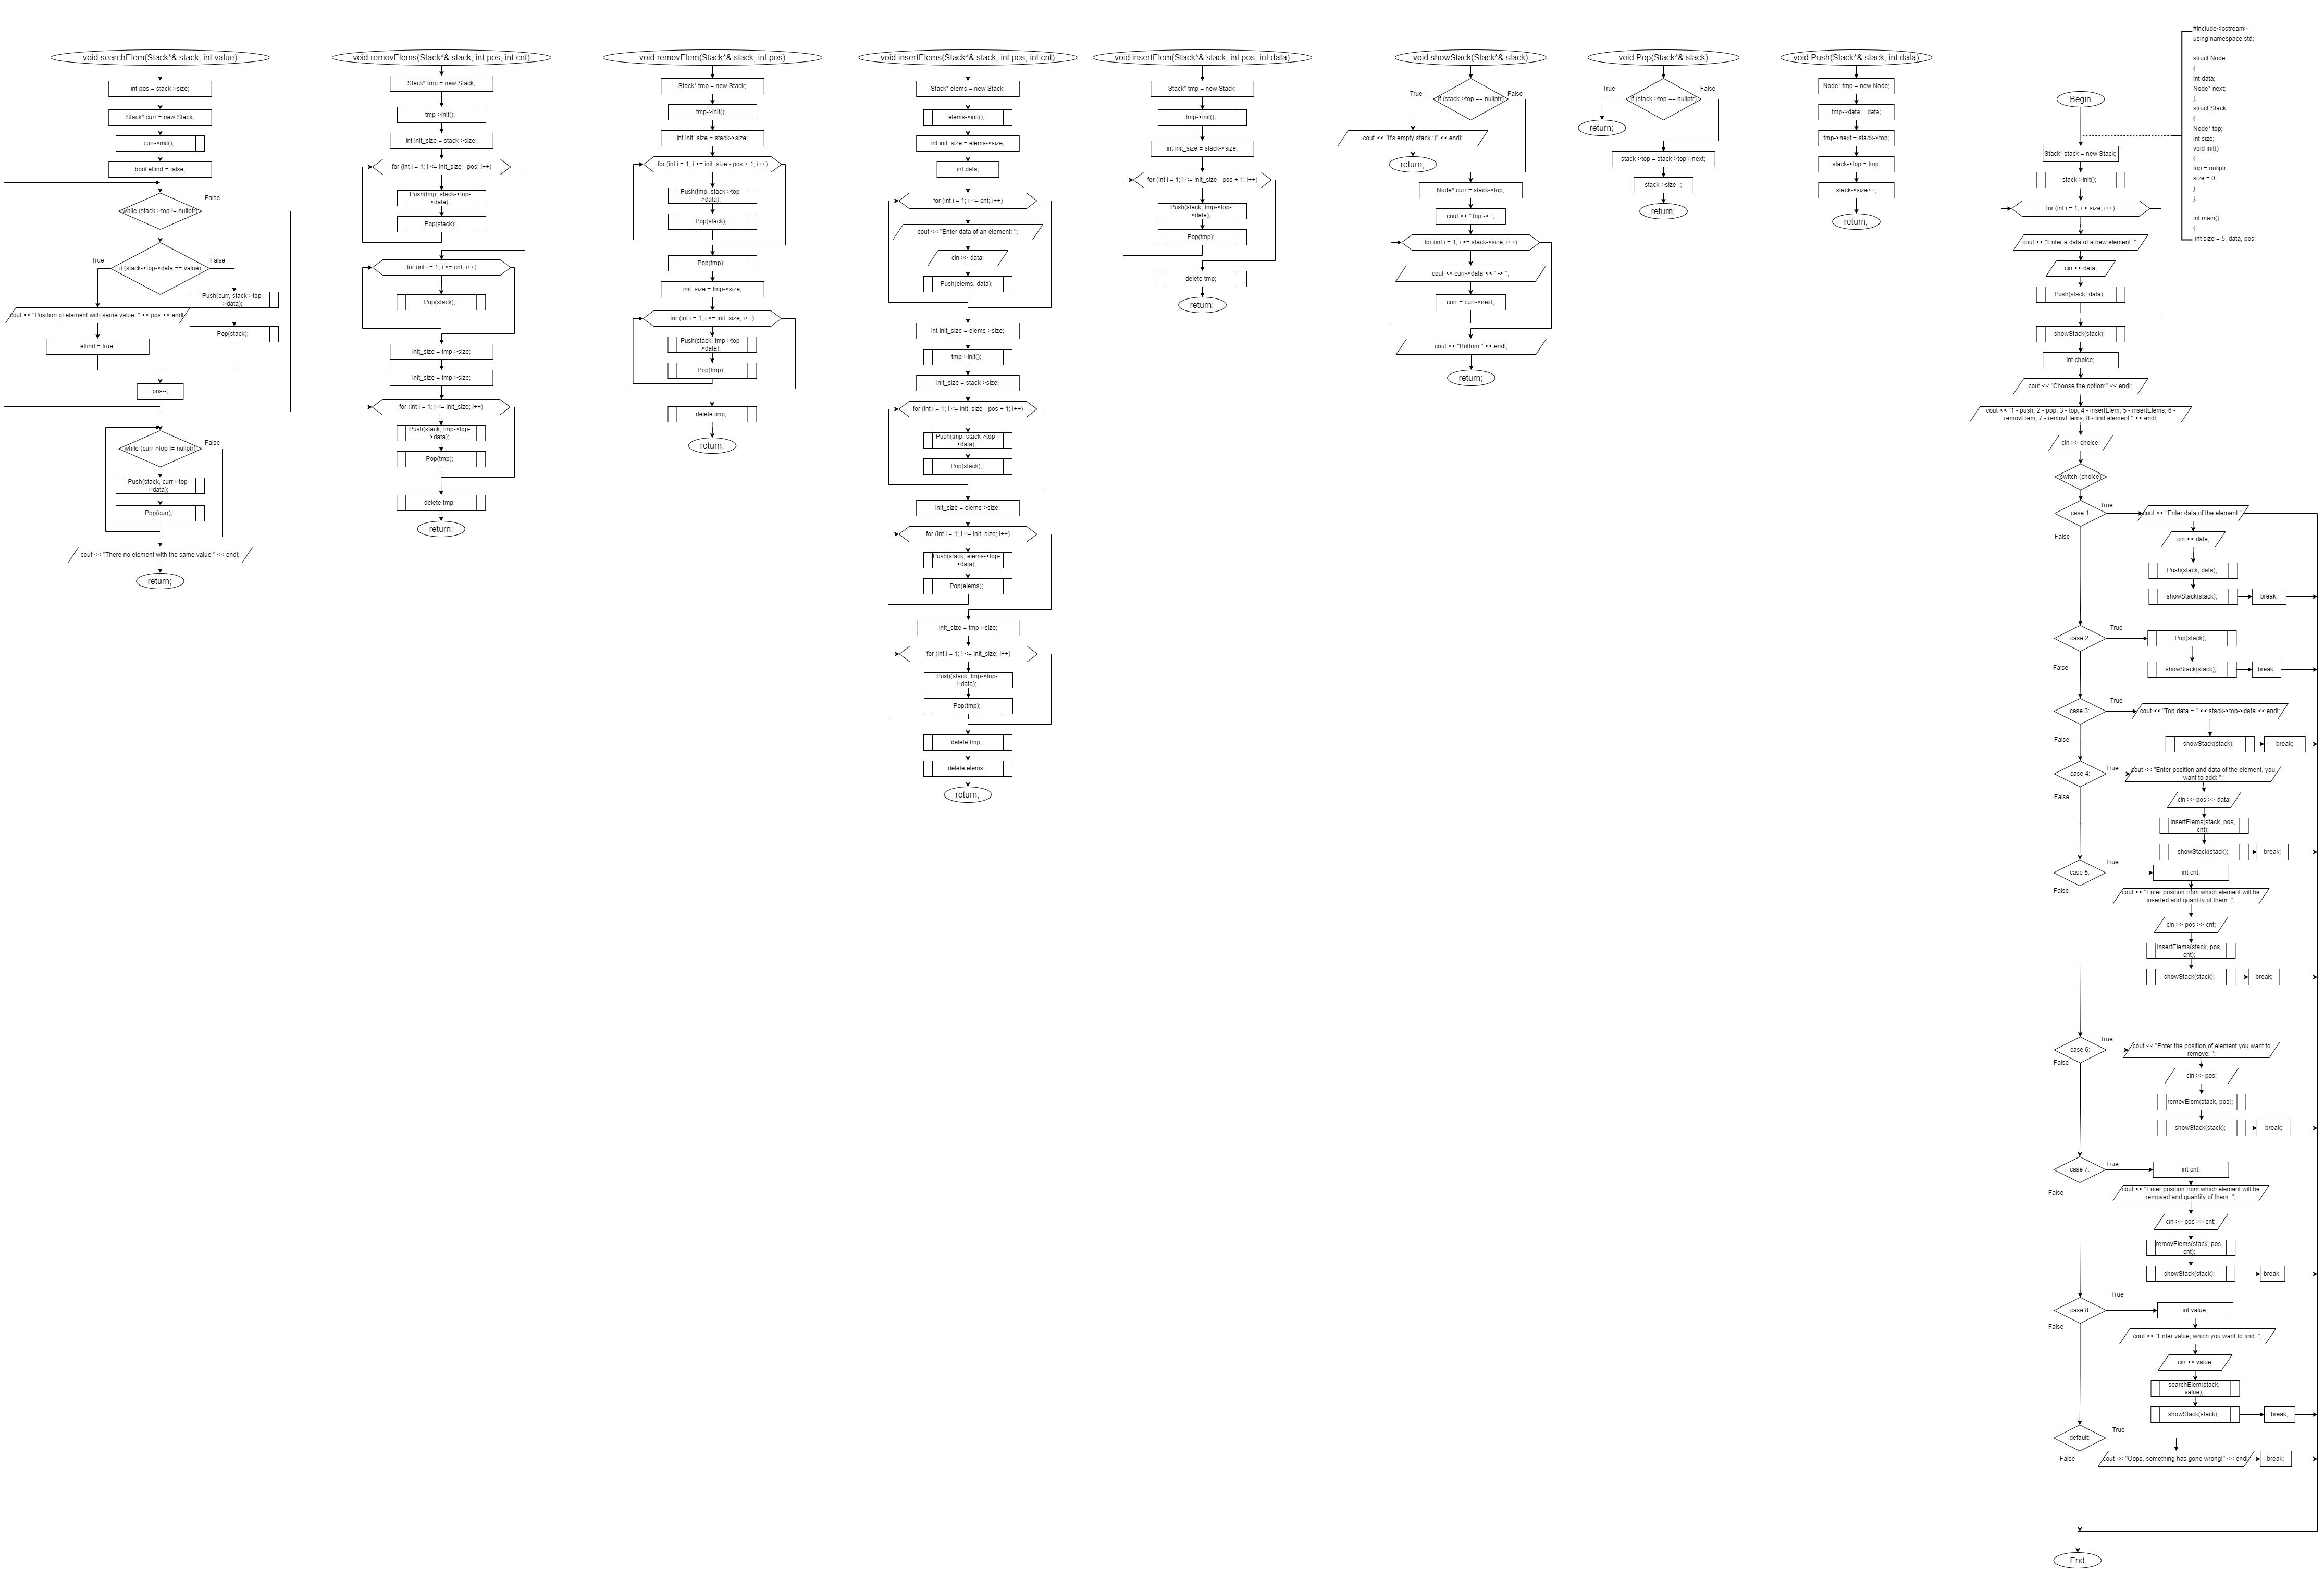 void searchElem(Stack*& stack, int value)
int pos = stack->size;
Stack* curr = new Stack;
curr->init();
bool elfind = false;
False
while (stack->top != nullptr)
True
if (stack->top->data == value)
False
Push(curr, stack->top-
>data);
cout << "Position of element with same value: " << pos << endl;
Pop(stack);
elfind = true;
pos--;
False
while (curr->top != nullptr)
Push(stack, curr->top-
>data);
Pop(curr);
cout << "There no element with the same value " << endl;
return;
void removElems(Stack*& stack, int pos, int cnt)
Stack* tmp = new Stack;
tmp->init();
int init_size = stack->size;
for (int i = 1; i <= init_size - pos; i++)
Push(tmp, stack->top-
>data);
Pop(stack);
for (int i = 1; i <= cnt; i++)
Pop(stack);
init_size = tmp->size;
init_size = tmp->size;
for (int i = 1; i <= init_size; i++)
Push(stack, tmp->top-
>data);
Pop(tmp);
delete tmp;
return;
void removElem(Stack*& stack, int pos)
Stack* tmp = new Stack;
tmp->init();
int init_size = stack->size;
for (int i = 1; i <= init_size - pos + 1; i++)
Push(tmp, stack->top-
>data);
Pop(stack);
Pop(tmp);
init_size = tmp->size;
for (int i = 1; i <= init_size; i++)
Push(stack, tmp->top-
>data);
Pop(tmp);
delete tmp;
return;
void insertElems(Stack*& stack, int pos, int cnt)
Stack* elems = new Stack;
elems->init();
int init_size = elems->size;
int data;
for (int i = 1; i <= cnt; i++)
cout << "Enter data of an element: ";
cin >> data;
Push(elems, data);
int init_size = elems->size;
tmp->init();
init_size = stack->size;
for (int i = 1; i <= init_size - pos + 1; i++)
Push(tmp, stack->top-
>data);
Pop(stack);
init_size = elems->size;
for (int i = 1; i <= init_size; i++)
Push(stack, elems->top-
>data);
Pop(elems);
init_size = tmp->size;
for (int i = 1; i <= init_size; i++)
Push(stack, tmp->top-
>data);
Pop(tmp);
delete tmp;
delete elems;
return;
void insertElem(Stack*& stack, int pos, int data)
Stack* tmp = new Stack;
tmp->init();
int init_size = stack->size;
for (int i = 1; i <= init_size - pos + 1; i++)
Push(stack, tmp->top-
>data);
Pop(tmp);
delete tmp;
return;
void showStack(Stack*& stack)
True
if (stack->top == nullptr)
False
cout << "It's empty stack :)" << endl;
return;
Node* curr = stack->top;
cout << "Top -> ";
for (int i = 1; i <= stack->size; i++)
cout << curr->data << " -> ";
curr = curr->next;
cout << "Bottom " << endl;
return;
void Pop(Stack*& stack)
True
if (stack->top == nullptr)
False
return;
stack->top = stack->top->next;
stack->size--;
return;
void Push(Stack*& stack, int data)
Node* tmp = new Node;
tmp->data = data;
tmp->next = stack->top;
stack->top = tmp;
stack->size++;
return;
#include<iostream>
using namespace std;
struct Node
{
int data;
Node* next;
};
struct Stack
{
Node* top;
int size;
void init()
{
top = nullptr;
size = 0;
}
};
int main()
{
int size = 5, data, pos;
Begin
Stack* stack = new Stack;
stack->init();
for (int i = 1; i < size; i++)
cout << "Enter a data of a new element: ";
cin >> data;
Push(stack, data);
showStack(stack);
int choice;
cout << "Choose the option:" << endl;
cout << "1 - push, 2 - pop, 3 - top, 4 - insertElem, 5 - insertElems, 6 -
removElem, 7 - removElems, 8 - find element " << endl;
cin >> choice;
switch (choice)
case 1:
True
cout << "Enter data of the element:"
False
cin >> data;
Push(stack, data);
showStack(stack);
break;
case 2:
True
Pop(stack);
False
showStack(stack);
break;
case 3:
True
cout << "Top data = " << stack->top->data << endl;
False
showStack(stack);
break;
case 4:
True
cout << "Enter position and data of the element, you
want to add: ";
False
cin >> pos >> data;
insertElems(stack, pos,
cnt);
showStack(stack);
break;
case 5:
True
int cnt;
False
cout << "Enter position from which element will be
inserted and quantity of them: ";
cin >> pos >> cnt;
insertElems(stack, pos,
cnt);
showStack(stack);
break;
case 6:
True
cout << "Enter the position of element you want to
remove: ";
False
cin >> pos;
removElem(stack, pos);
showStack(stack);
break;
case 7:
True
int cnt;
False
cout << "Enter position from which element will be
removed and quantity of them: ";
cin >> pos >> cnt;
removElems(stack, pos,
cnt);
showStack(stack);
break;
case 8:
True
int value;
False
cout << "Enter value, which you want to find: ";
cin >> value;
searchElem(stack,
value);
showStack(stack);
break;
default:
True
False
cout << "Oops, something has gone wrong!" << endl;
break;
End